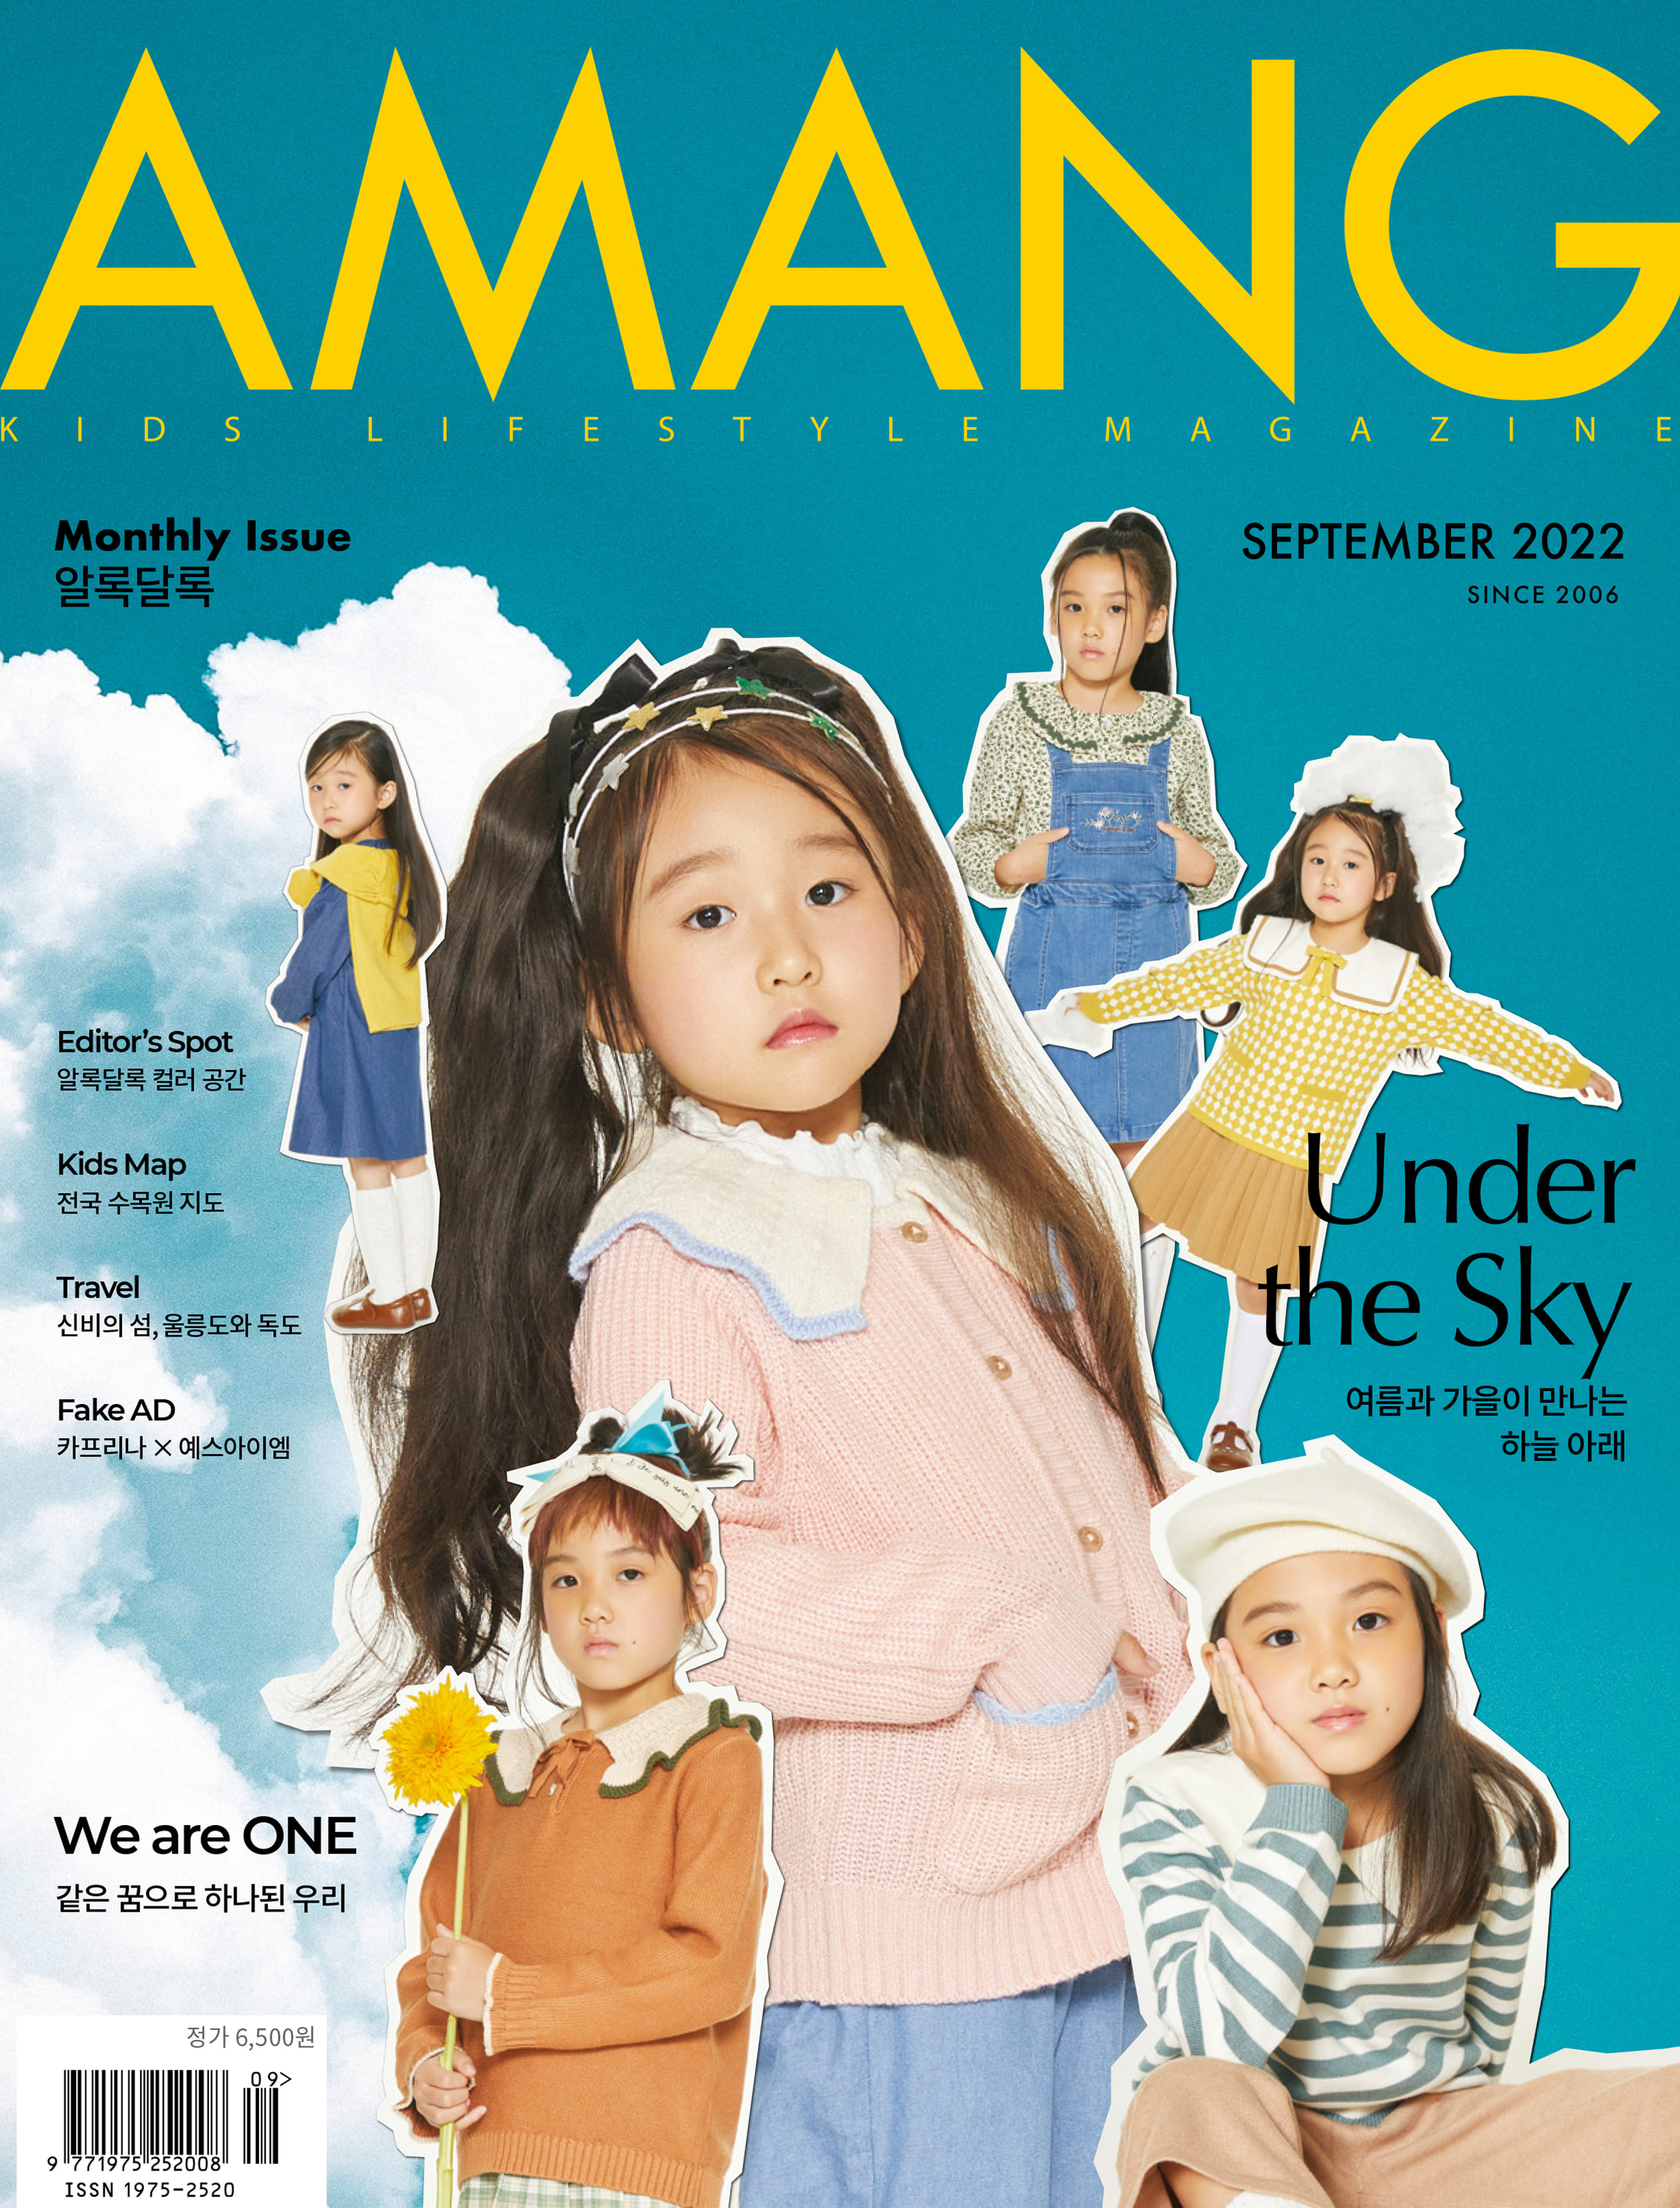 AMANG
KIDS LIFESTYLE MAGAZINE
Monthly Issue
알록달록
SEPTEMBER 2022
SINCE 2006
Editor's Spot
알록달록 컬러 공간
Kids Map
전국 수목원 지도
Travel
신비의 섬, 울릉도와 독도
Fake AD
카프리나 × 예스아이엠
Under
the Sky
여름과 가을이 만나는
하늘 아래
We are ONE
같은 꿈으로 하나된 우리
정가 6,500원
09>
9 771975 252008
ISSN 1975-2520